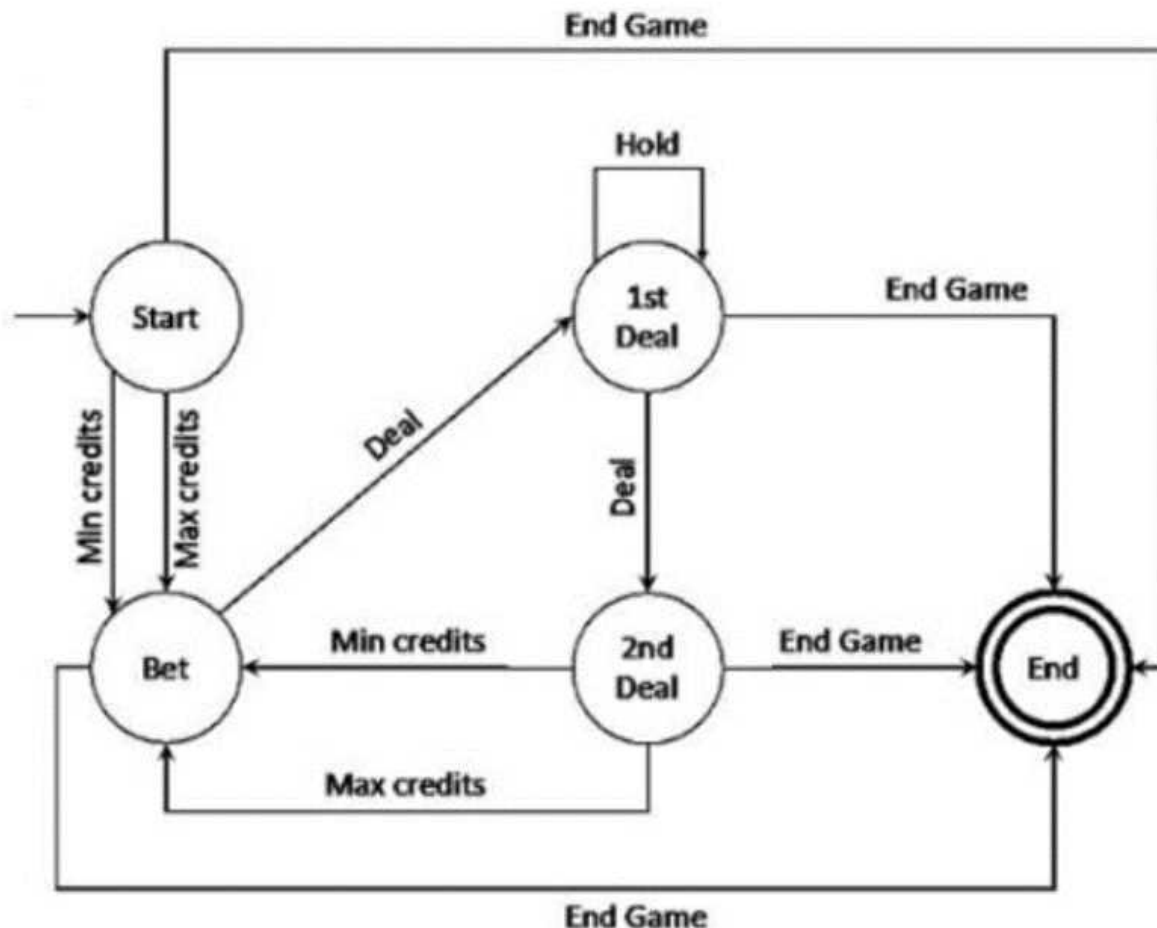 End Game
Hold
Start
1st
Deal
End Game
Min credits
Max credits
Deal
Deal
Bet
Min credits
2nd
Deal
End Game
End
Max credits
End Game